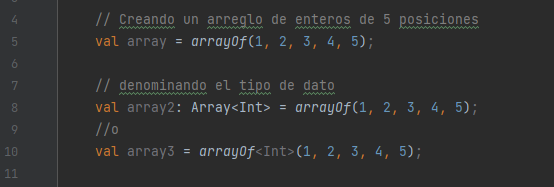 4 // Creando un arreglo de enteros de 5 posiciones
5 val array = arrayOf(1, 2, 3, 4, 5);
6
7 // denominando el tipo de dato
8 val array2: Array<Int> = arrayOf(1, 2, 3, 4, 5);
9 //o
10 val array3 = arrayOf<Int>(1, 2, 3, 4, 5);
11